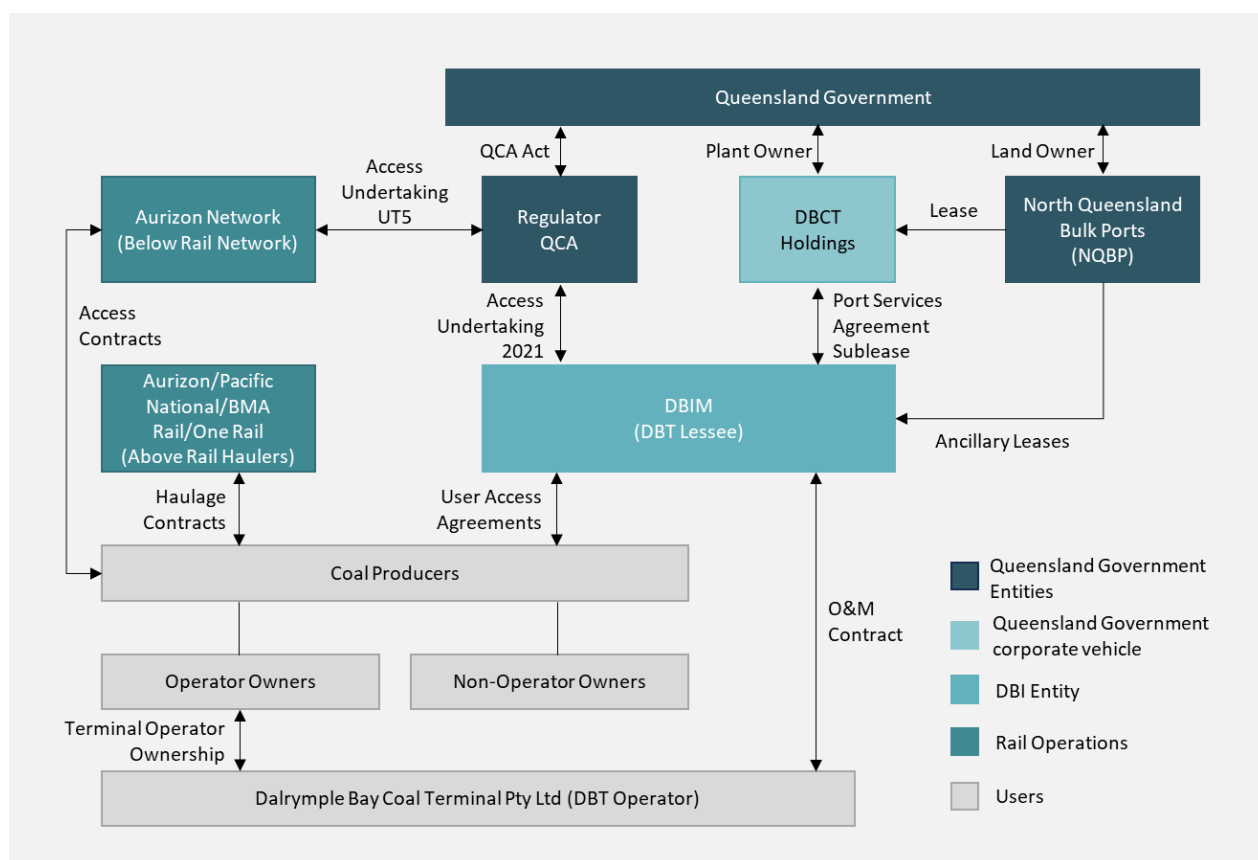 Queensland Government
QCA Act
Plant Owner
Land Owner
Access
Undertaking
UT5
Aurizon Network
(Below Rail Network)
Regulator
QCA
DBCT
Holdings
Lease
North Queensland
Bulk Ports
(NQBP)
Access
Contracts
Access
Undertaking
2021
Port Services
Agreement
Sublease
Aurizon/Pacific
National/BMA
Rail/One Rail
(Above Rail Haulers)
DBIM
(DBT Lessee)
Ancillary Leases
Haulage
Contracts
User Access
Agreements
Coal Producers
O&M
Contract
Operator Owners
Non-Operator Owners
Terminal Operator
Ownership
Dalrymple Bay Coal Terminal Pty Ltd (DBT Operator)
Queensland Government
Entities
Queensland Government
corporate vehicle
DBI Entity
Rail Operations
Users